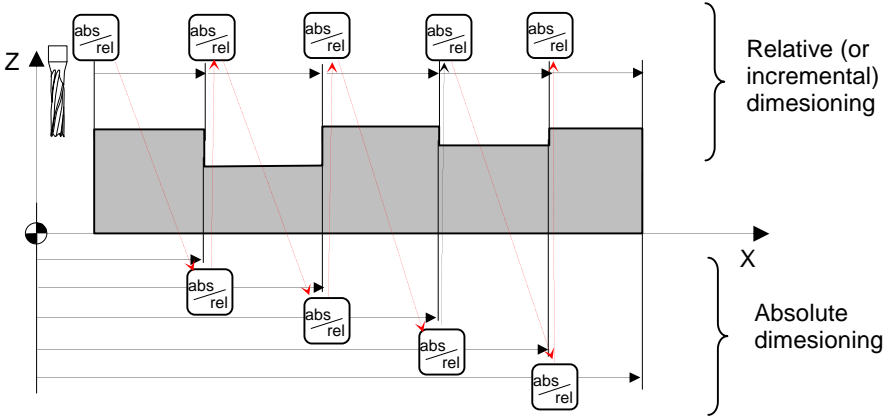 abs
rel
abs
rel
abs
rel
abs
rel
abs
rel
Z
Relative (or
incremental)
dimesioning
X
abs
rel
abs
rel
abs
rel
abs
rel
Absolute
dimesioning